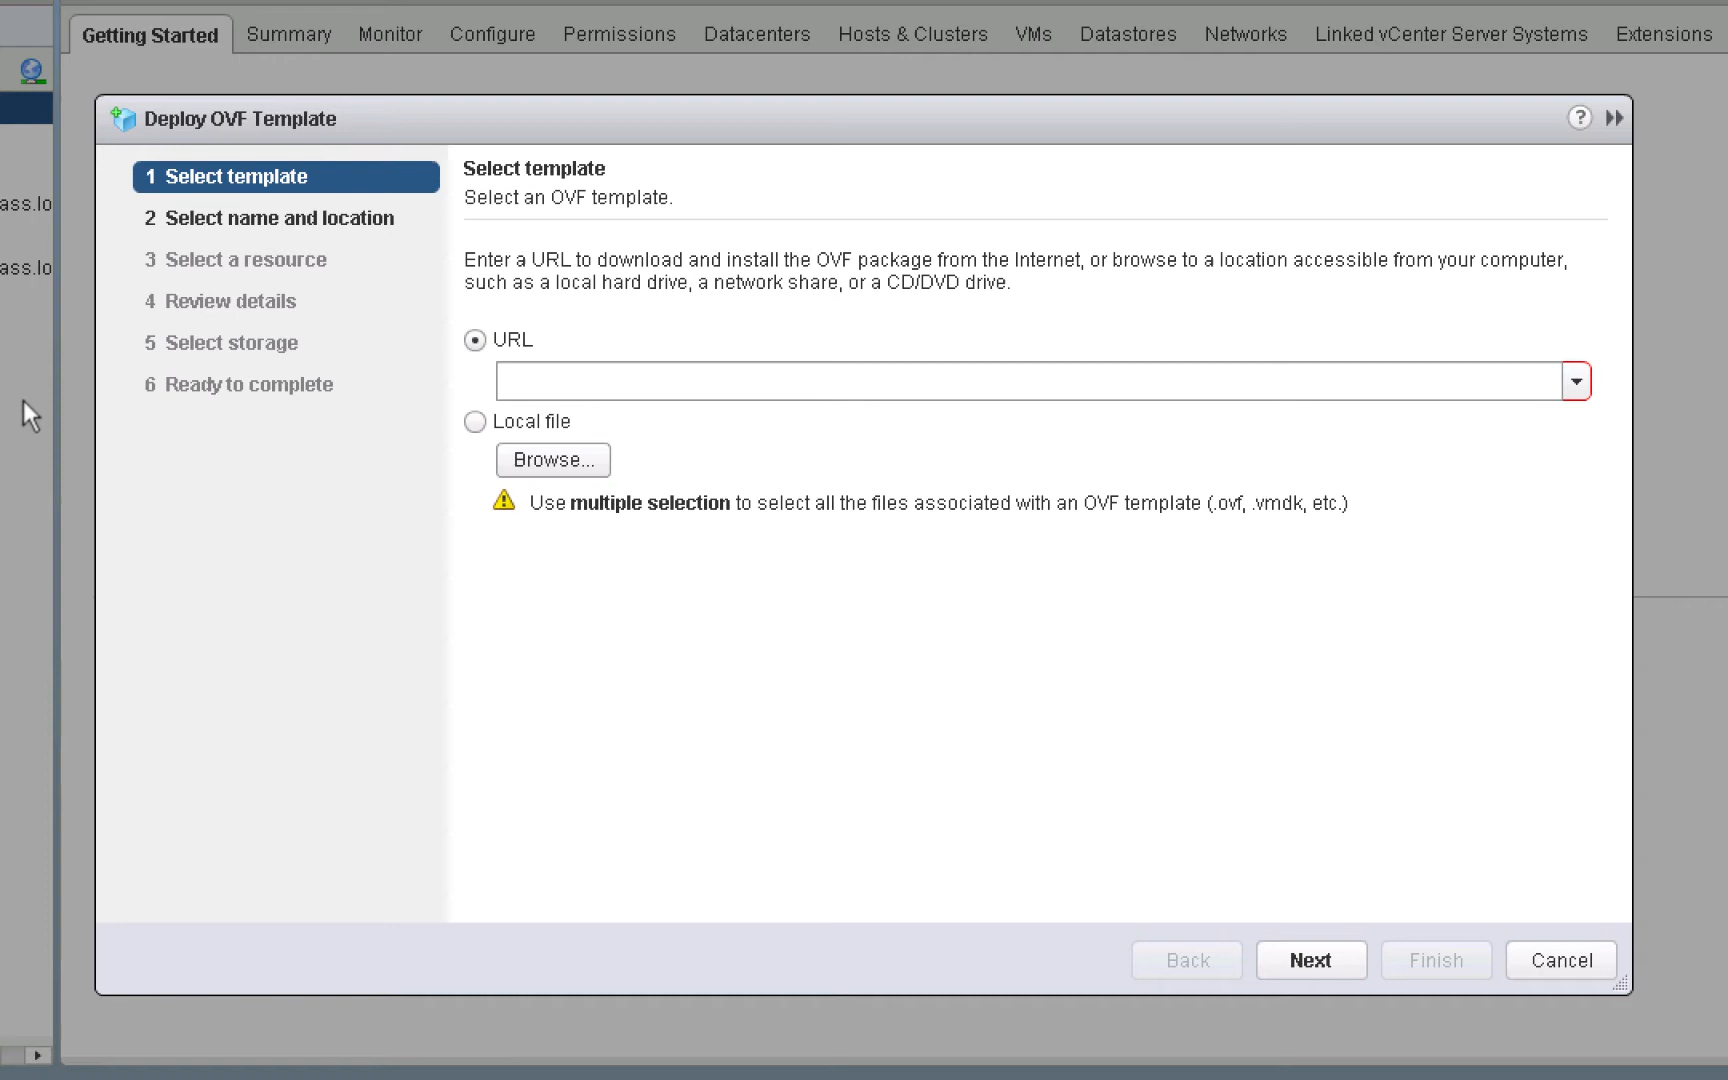 Getting Started Summary Monitor Configure Permissions Datacenters Hosts & Clusters VMs Datastores Networks Linked vCenter Server Systems Extensions
Deploy OVF Template
?
1 Select template
2 Select name and location
3 Select a resource
4 Review details
5 Select storage
6 Ready to complete
ass.lo
ass.lo
Select template
Select an OVF template.
Enter a URL to download and install the OVF package from the Internet, or browse to a location accessible from your computer,
such as a local hard drive, a network share, or a CD/DVD drive.
URL
Local file
Browse...
Use multiple selection to select all the files associated with an OVF template (.ovf, .vmdk, etc.)
Back Next Finish Cancel